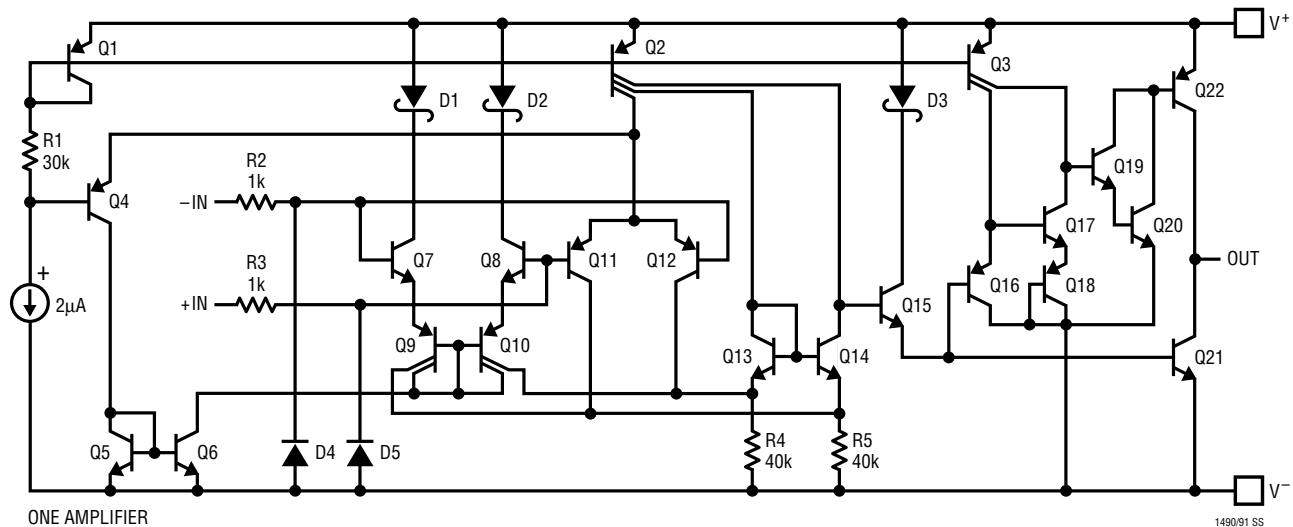 V+
Q1
Q2
Q3
D1
D2
D3
Q22
R1
30k
Q4
R2
1k
–IN
Q19
Q20
Q17
Q7
Q8
Q11
Q12
OUT
+
2µA
R3
1k
+IN
Q15
Q16
Q18
Q9
Q10
Q13
Q14
Q21
Q5
Q6
D4
D5
R4
40k
R5
40k
V–
ONE AMPLIFIER
1490/91 SS